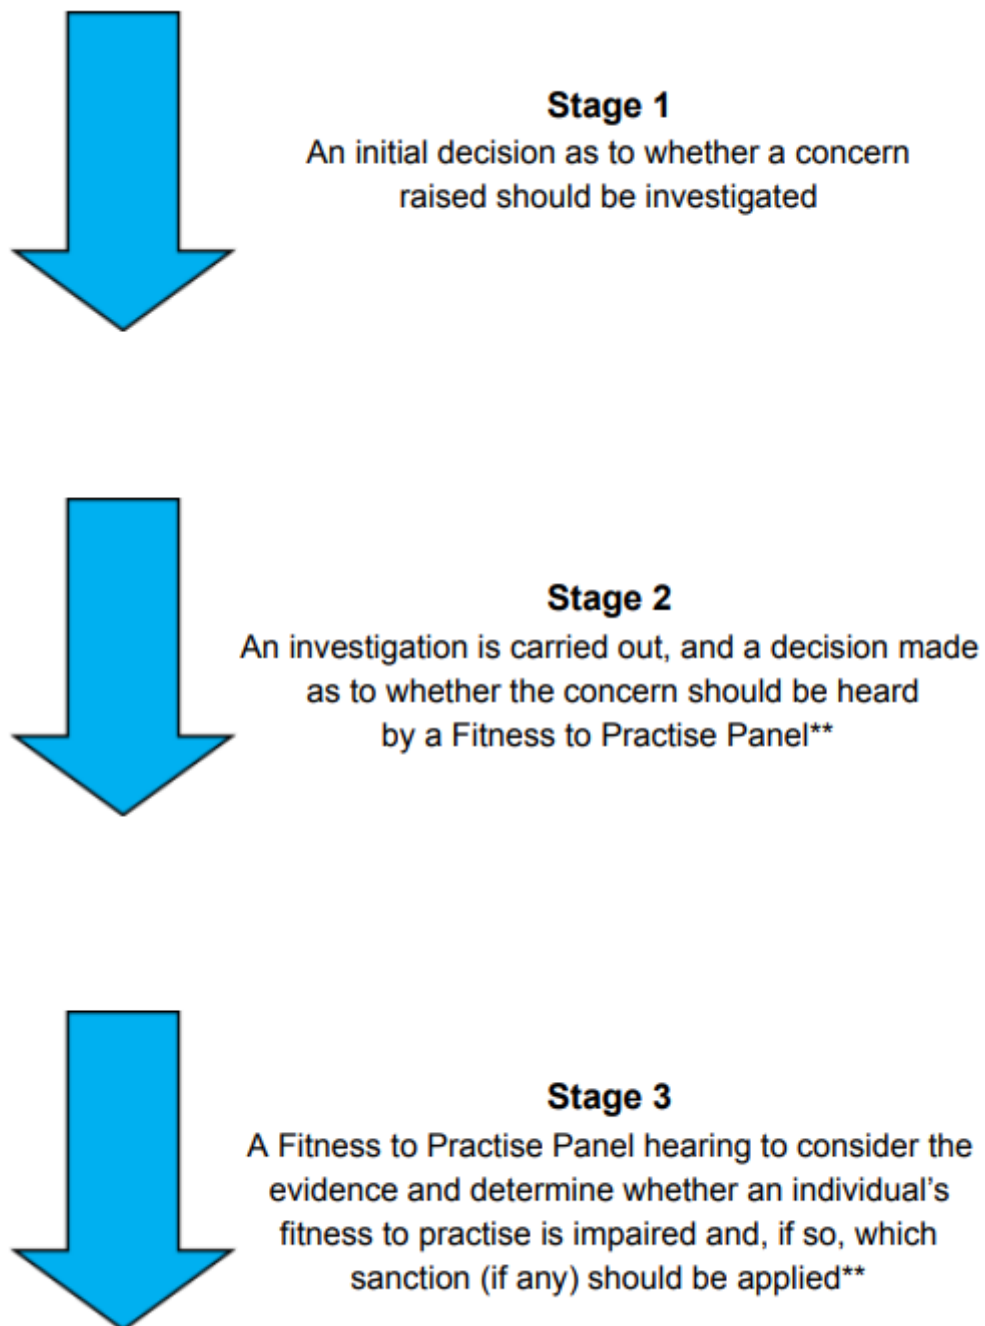 Stage 1
An initial decision as to whether a concern
raised should be investigated
Stage 2
An investigation is carried out, and a decision made
as to whether the concern should be heard
by a Fitness to Practise Panel**
Stage 3
A Fitness to Practise Panel hearing to consider the
evidence and determine whether an individual’s
fitness to practise is impaired and, if so, which
sanction (if any) should be applied**